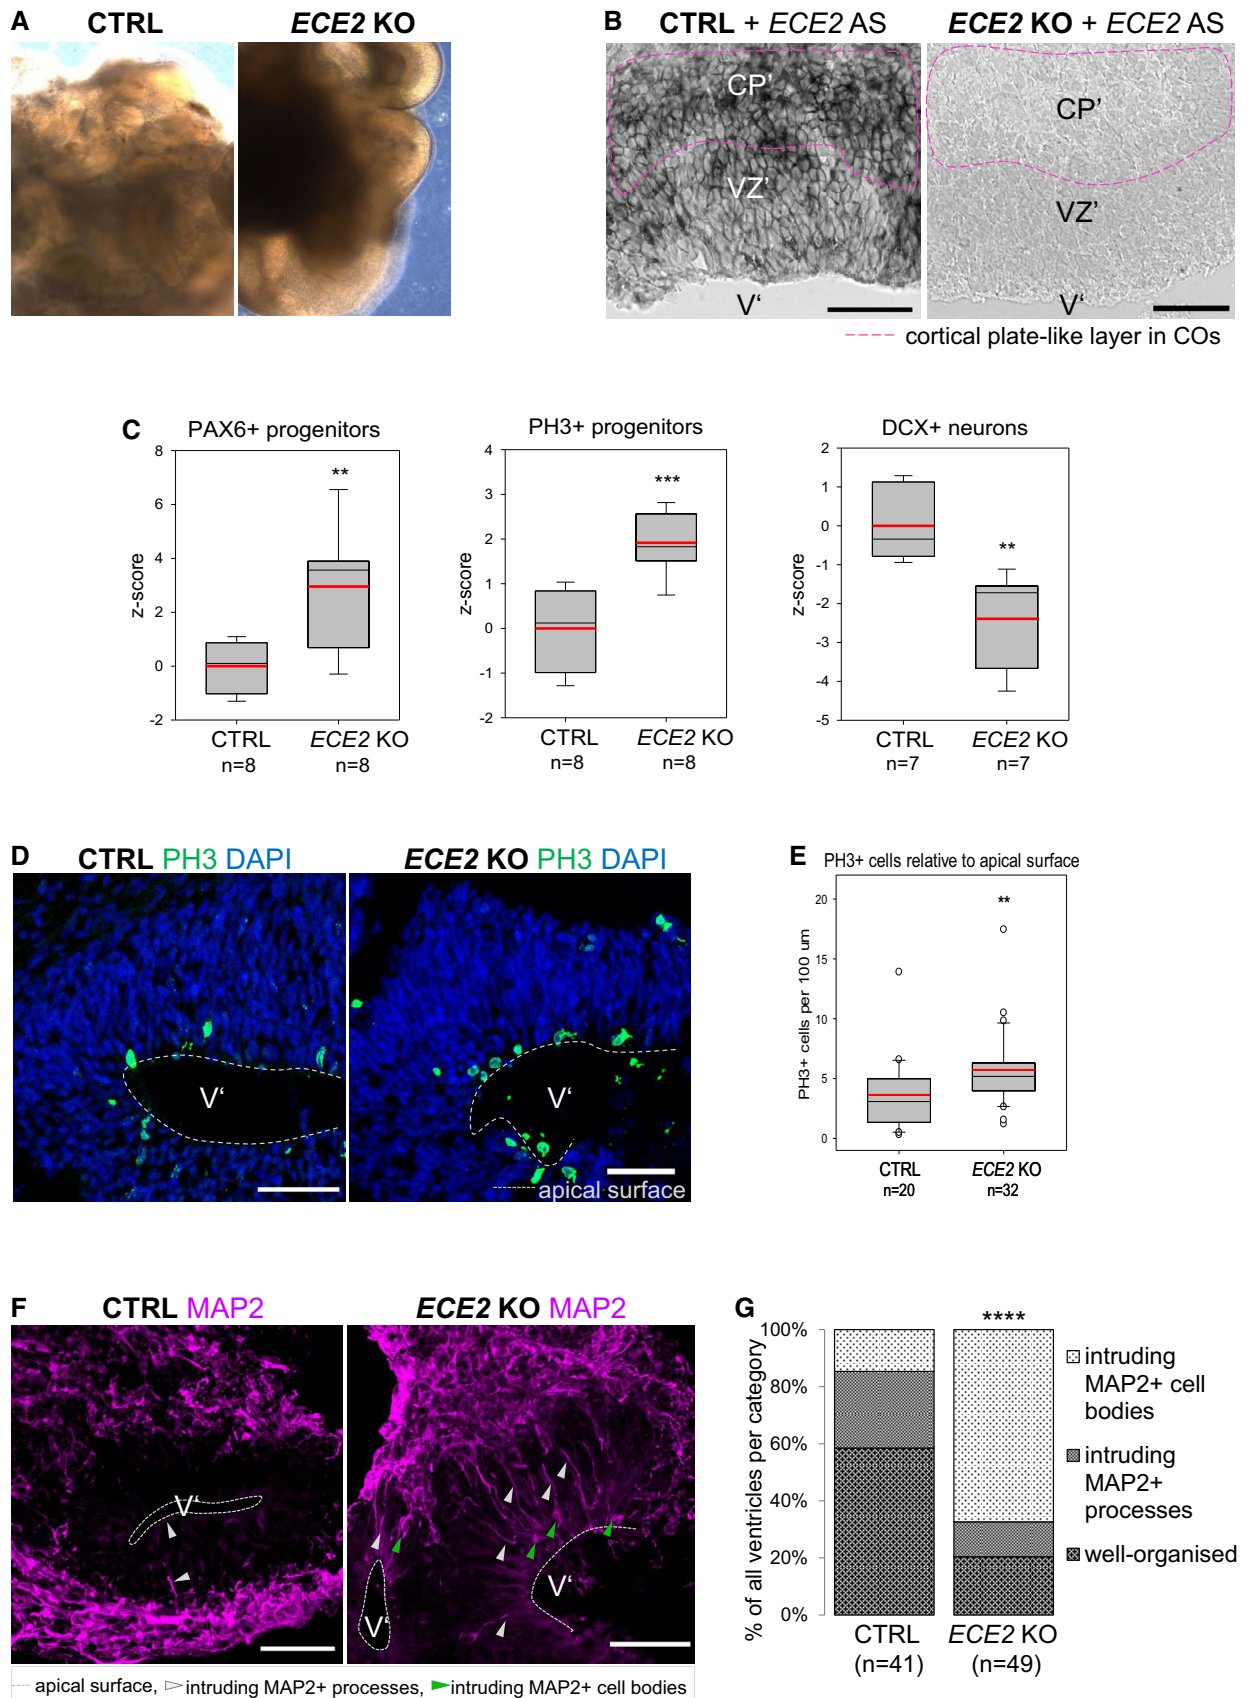 A CTRL ECE2 KO
B CTRL + ECE2 AS ECE2 KO + ECE2 AS
CP' CP'
VZ' VZ'
V‘ V‘
cortical plate-like layer in COs
C
PAX6+ progenitors
z-score
8
6
4
2
0
-2
**
CTRL ECE2 KO
n=8 n=8
PH3+ progenitors
z-score
4
3
2
1
0
-1
-2
***
CTRL ECE2 KO
n=8 n=8
DCX+ neurons
z-score
2
1
0
-1
-2
-3
-4
-5
**
CTRL ECE2 KO
n=7 n=7
D CTRL PH3 DAPI ECE2 KO PH3 DAPI
V‘ V‘
apical surface
E PH3+ cells relative to apical surface
PH3+ cells per 100 um
20
15
10
5
0
**
CTRL ECE2 KO
n=20 n=32
F CTRL MAP2 ECE2 KO MAP2
V‘ V‘ V‘
apical surface, intruding MAP2+ processes, intruding MAP2+ cell bodies
G
% of all ventricles per category
100%
80%
60%
40%
20%
0%
****
CTRL ECE2 KO
(n=41) (n=49)
intruding
MAP2+ cell
bodies
intruding
MAP2+
processes
well-organised